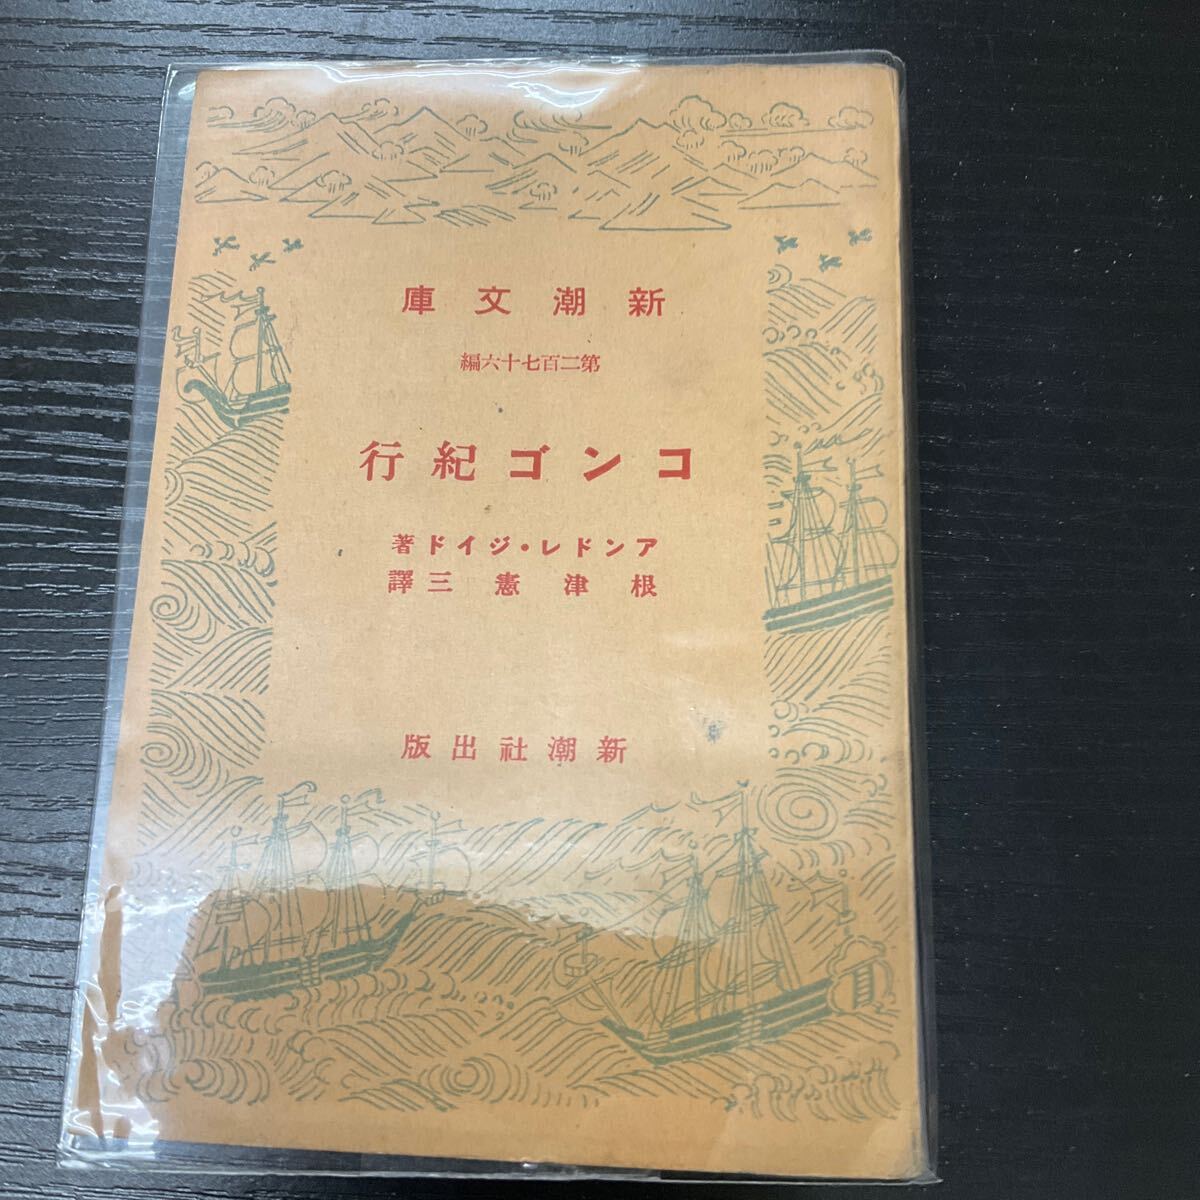 新潮文庫
第二百七十六編
コンゴ紀行
アンドレ・ジイド著
根津憲三譯
新潮社出版